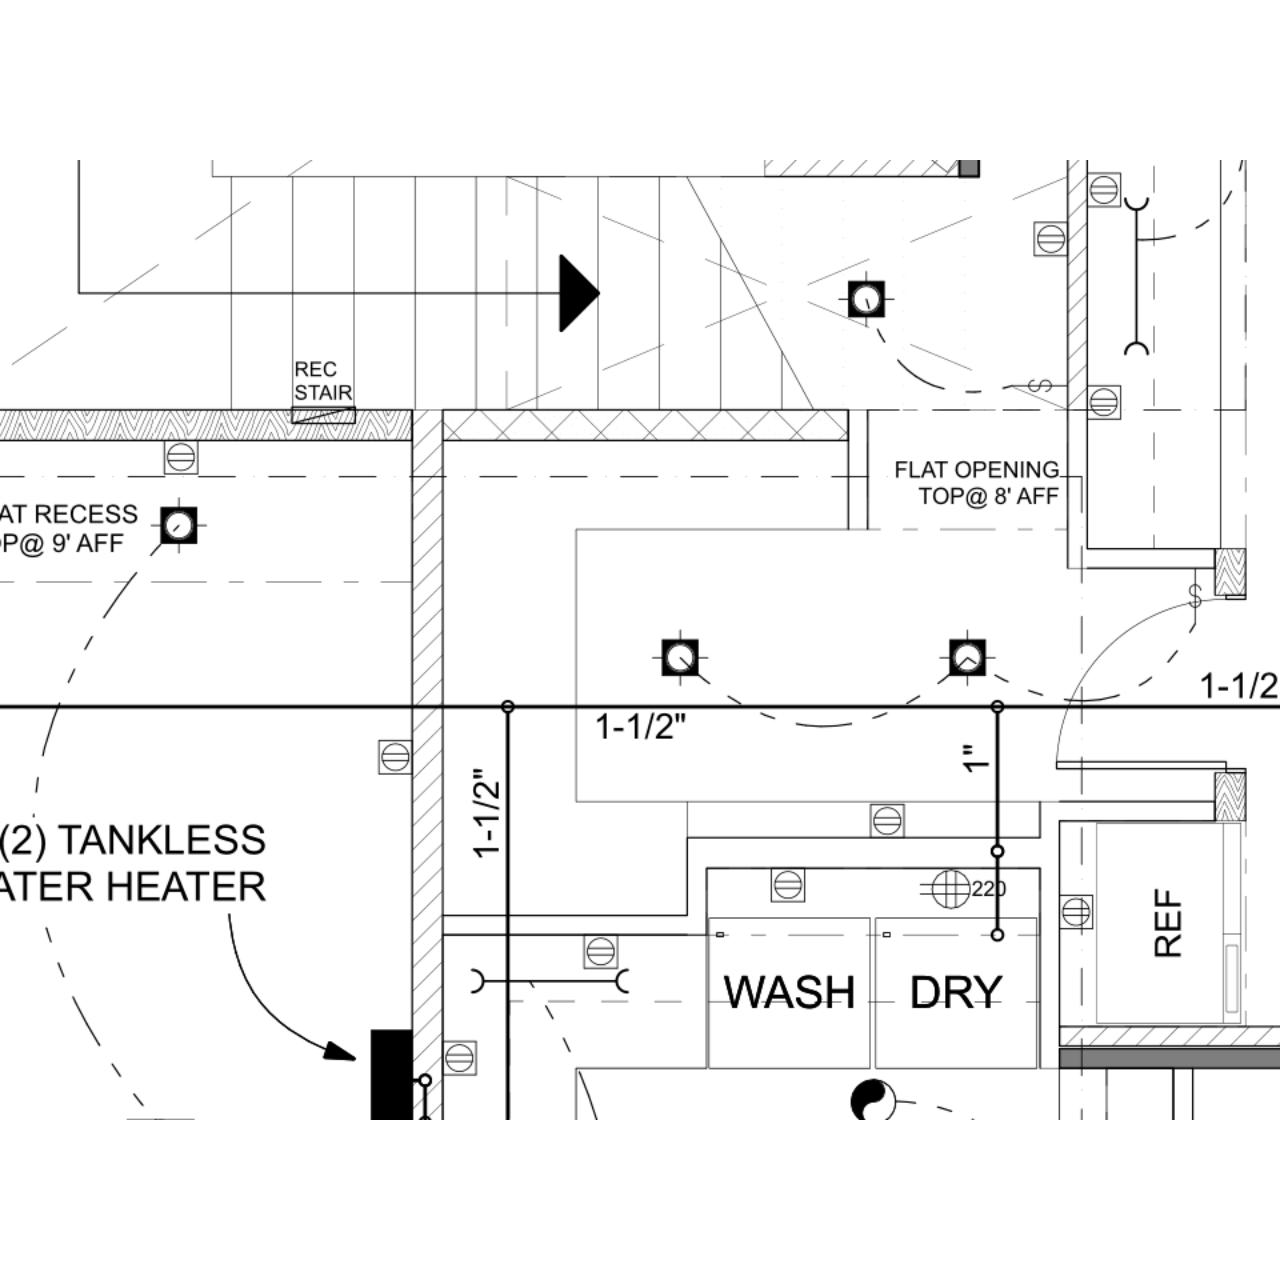 REC
STAIR
FLAT OPENING
TOP@ 8' AFF
AT RECESS
OP@ 9' AFF
S
S
1-1/2
1-1/2"
1"
1-1/2"
(2) TANKLESS
ATER HEATER
220
REF
WASH
DRY